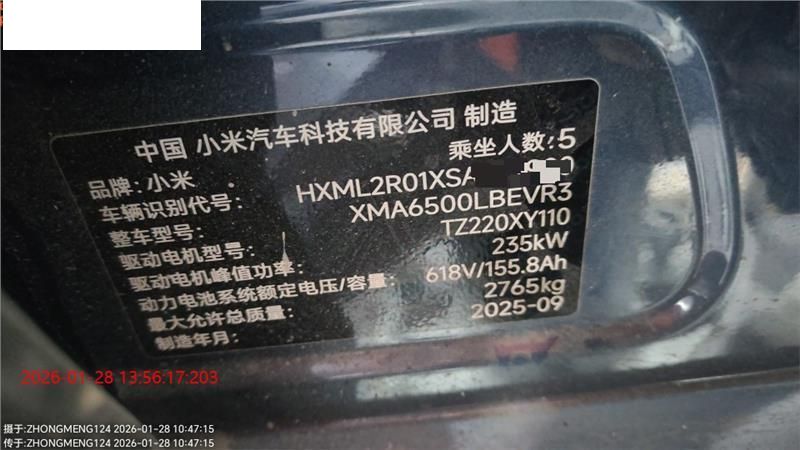 中国 小米汽车科技有限公司 制造
品牌:小米 乘坐人数:5
车辆识别代号: HXML2R01XSA
整车型号: XMA6500LBEVR3
驱动电机型号: TZ220XY110
驱动电机峰值功率: 235kW
动力电池系统额定电压/容量: 618V/155.8Ah
最大允许总质量: 2765kg
制造年月: 2025-09
2026-01-28 13:56:17:203
摄于:ZHONGMENG124 2026-01-28 10:47:15
传于:ZHONGMENG124 2026-01-28 10:47:15